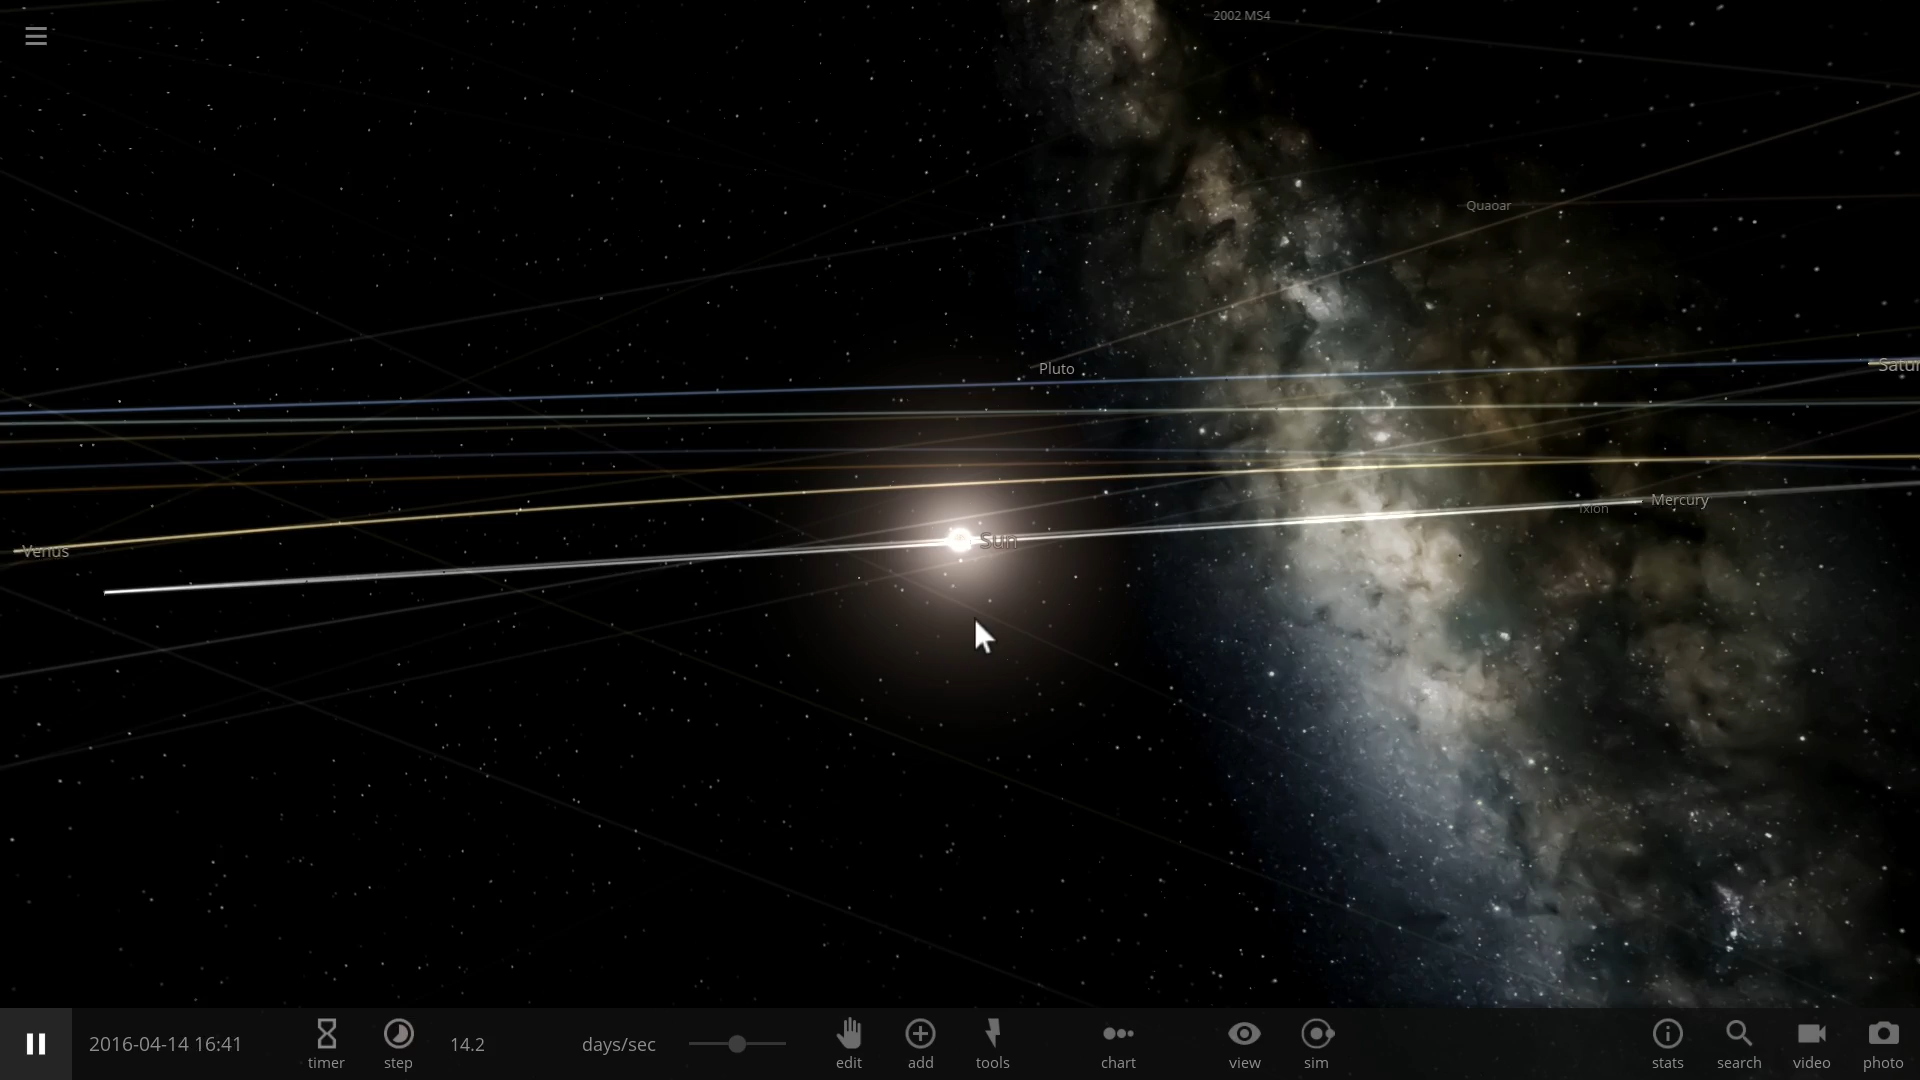 2002 MS4
Quaoar
Pluto
Satur
Mercury
Ixion
Sun
Venus
2016-04-14 16:41
timer
step
14.2
days/sec
edit
add
tools
chart
view
sim
stats
search
video
photo